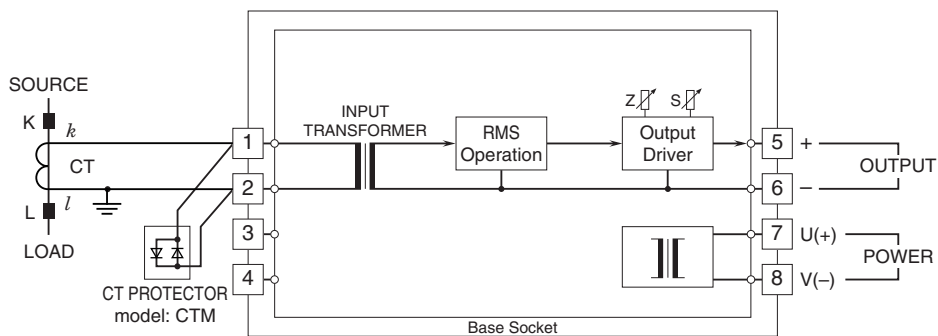 SOURCE
K
k
CT
L
l
LOAD
CT PROTECTOR
model: CTM
1
2
3
4
INPUT
TRANSFORMER
RMS
Operation
Z
S
Output
Driver
5
+
6
–
OUTPUT
7
U(+)
8
V(–)
POWER
Base Socket